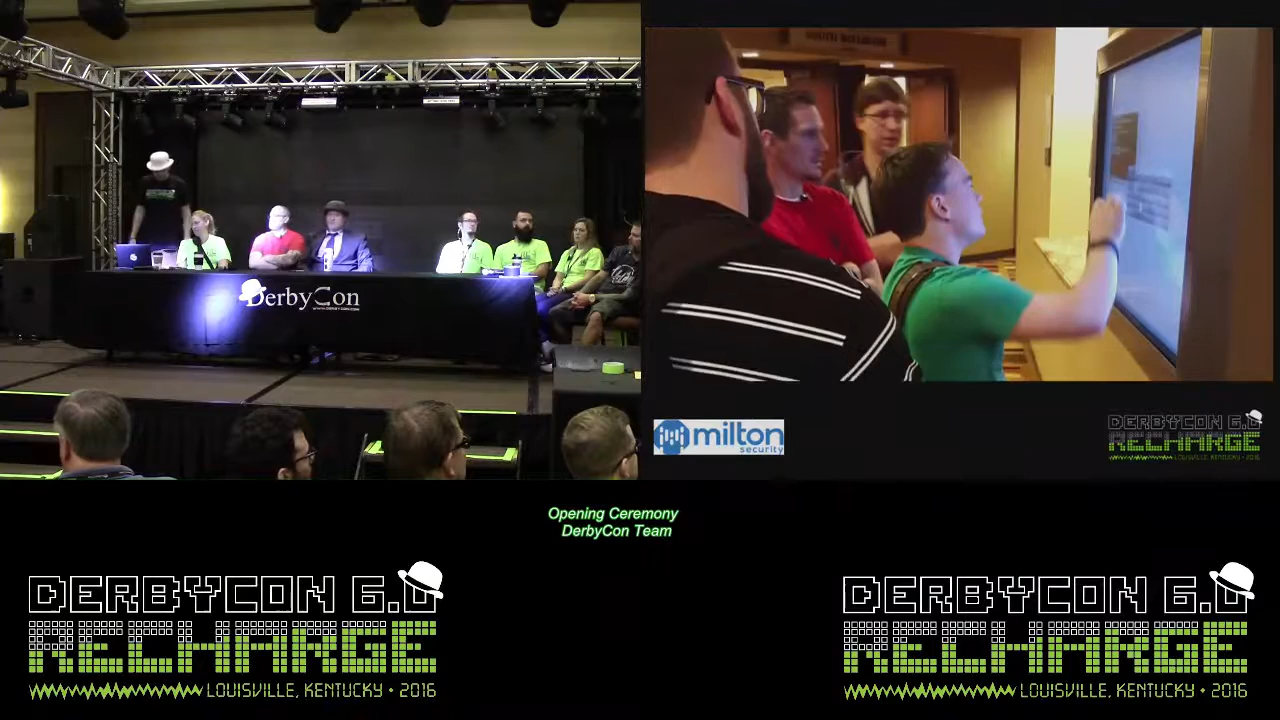 DerbyCon
milton
security
DERBYCON 6.0
RECHARGE
LOUISVILLE, KENTUCKY • 2016
Opening Ceremony
DerbyCon Team
DERBYCON 6.0
RECHARGE
LOUISVILLE, KENTUCKY • 2016
DERBYCON 6.0
RECHARGE
LOUISVILLE, KENTUCKY • 2016